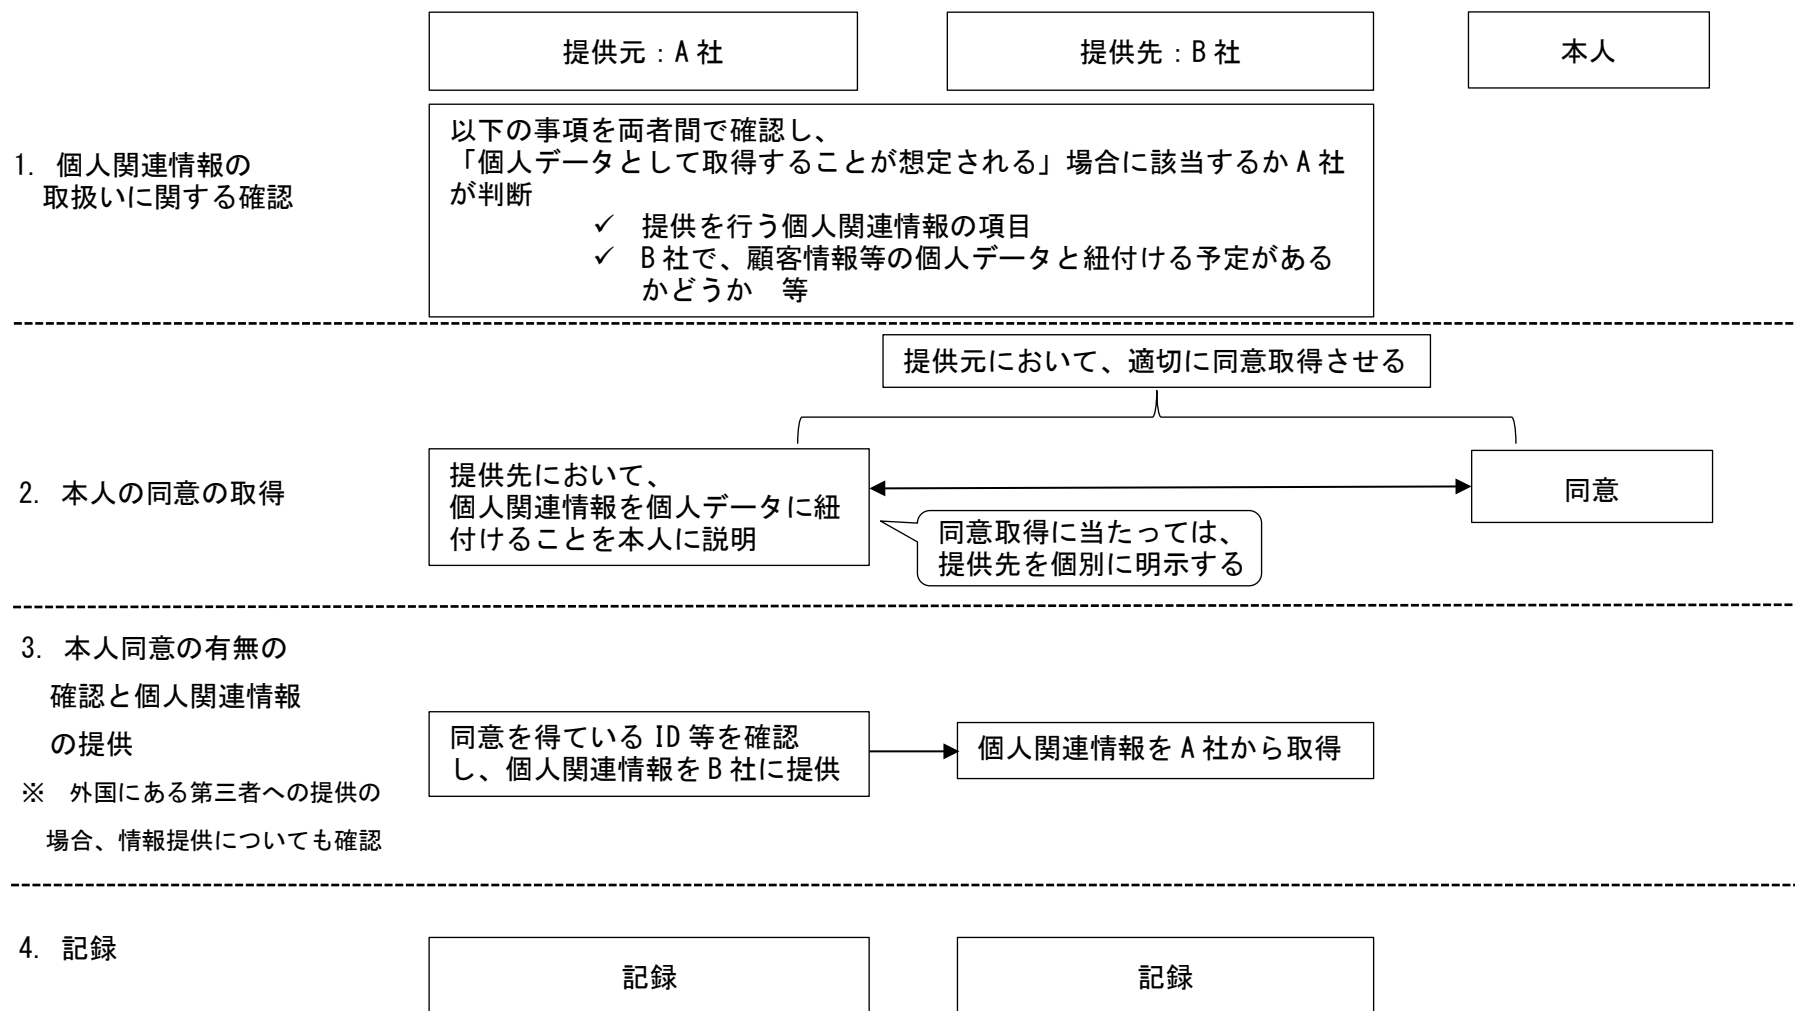 提供元：A社
提供先：B社
本人
1. 個人関連情報の
取扱いに関する確認
以下の事項を両者間で確認し、
「個人データとして取得することが想定される」場合に該当するか A 社
が判断
✓ 提供を行う個人関連情報の項目
✓ B 社で、顧客情報等の個人データと紐付ける予定がある
かどうか　等
提供元において、適切に同意取得させる
2. 本人の同意の取得
提供先において、
個人関連情報を個人データに紐
付けることを本人に説明
同意
同意取得に当たっては、
提供先を個別に明示する
3. 本人同意の有無の
確認と個人関連情報
の提供
※　外国にある第三者への提供の
場合、情報提供についても確認
同意を得ている ID 等を確認
し、個人関連情報を B 社に提供
個人関連情報を A 社から取得
4. 記録
記録
記録